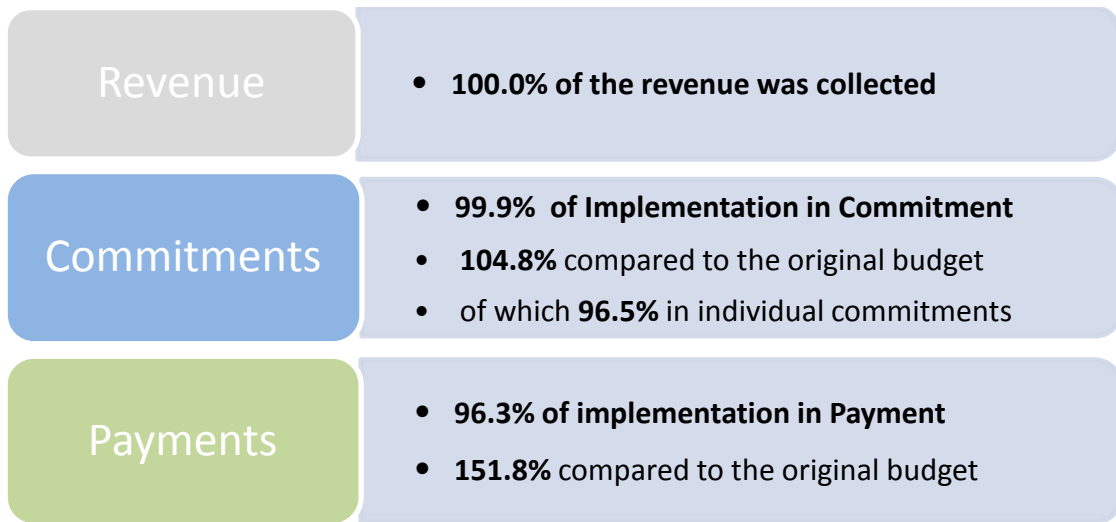 Revenue
• 100.0% of the revenue was collected
Commitments
• 99.9% of Implementation in Commitment
• 104.8% compared to the original budget
• of which 96.5% in individual commitments
Payments
• 96.3% of implementation in Payment
• 151.8% compared to the original budget